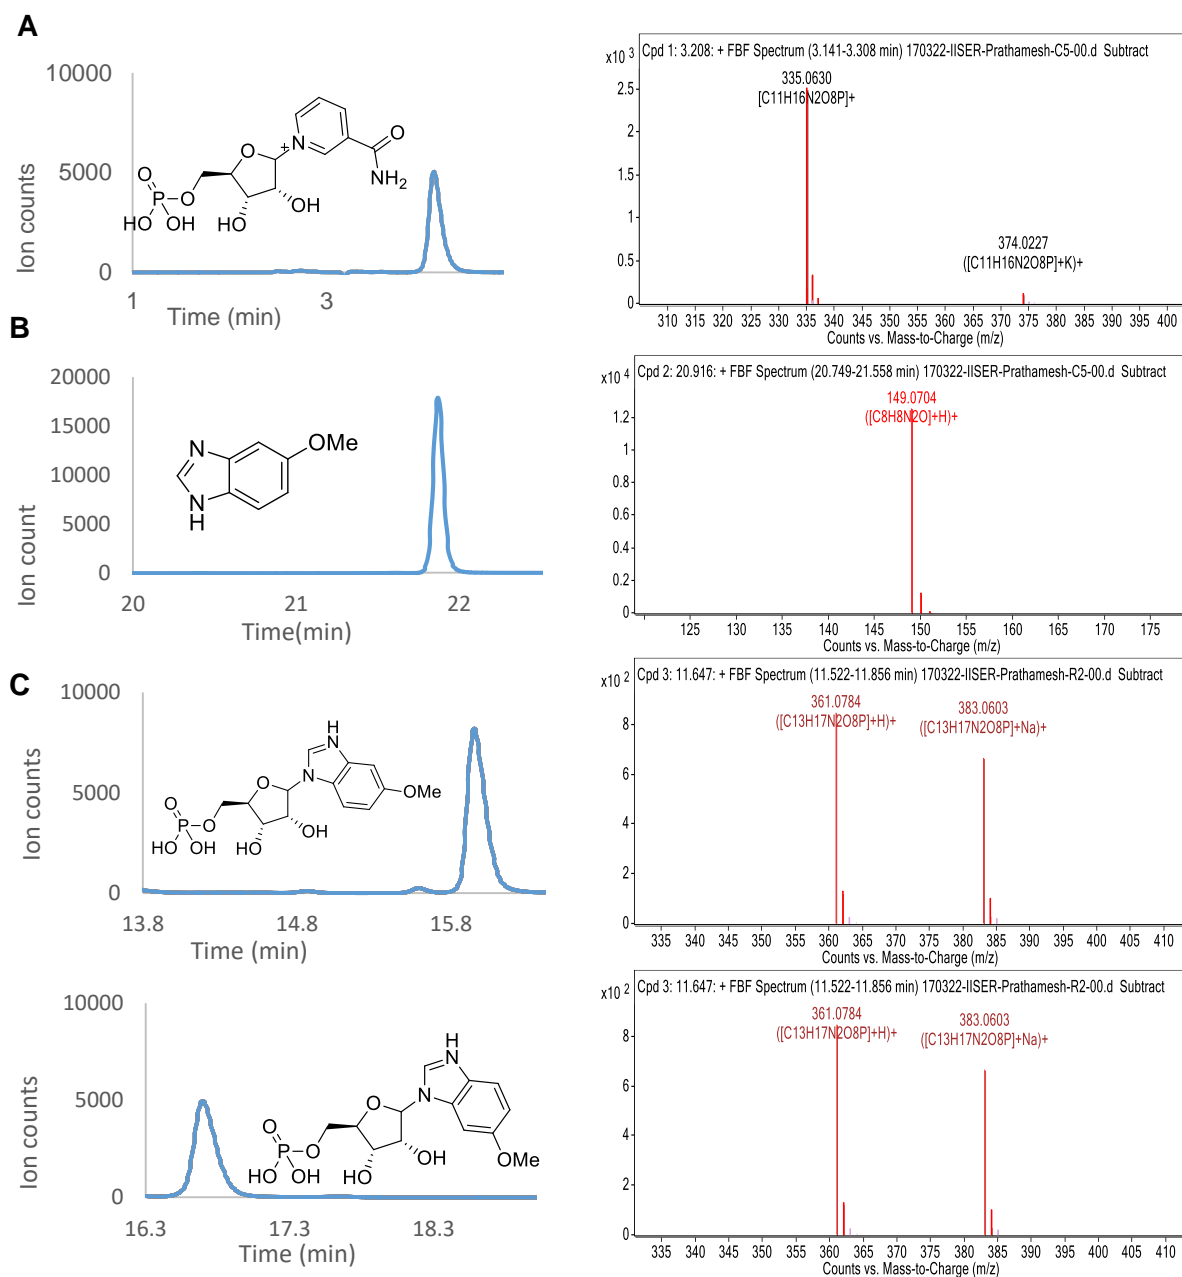 A
10000
5000
0
Ion counts
1
3
Time (min)
O
P
HO
OH
O
O
+
N
O
NH2
HO
OH
Cpd 1: 3.208: + FBF Spectrum (3.141-3.308 min) 170322-IISER-Prathamesh-C5-00.d Subtract
x10 3
335.0630
[C11H16N2O8P]+
374.0227
([C11H16N2O8P]+K)+
2.5
2
1.5
1
0.5
0
310 315 320 325 330 335 340 345 350 355 360 365 370 375 380 385 390 395 400
Counts vs. Mass-to-Charge (m/z)
B
20000
15000
10000
5000
0
Ion count
20
21
22
Time(min)
N
N
H
OMe
Cpd 2: 20.916: + FBF Spectrum (20.749-21.558 min) 170322-IISER-Prathamesh-C5-00.d Subtract
x10 4
149.0704
([C8H8N2O]+H)+
1.2
1
0.8
0.6
0.4
0.2
0
125 130 135 140 145 150 155 160 165 170 175
Counts vs. Mass-to-Charge (m/z)
C
10000
5000
0
Ion counts
13.8
14.8
15.8
Time (min)
H
N
N
OMe
O
O
O
P
HO OH
HO
OH
Cpd 3: 11.647: + FBF Spectrum (11.522-11.856 min) 170322-IISER-Prathamesh-R2-00.d Subtract
x10 2
361.0784
([C13H17N2O8P]+H)+
383.0603
([C13H17N2O8P]+Na)+
8
6
4
2
0
335 340 345 350 355 360 365 370 375 380 385 390 395 400 405 410
Counts vs. Mass-to-Charge (m/z)
10000
5000
0
Ion counts
16.3
17.3
18.3
Time (min)
H
N
N
OMe
O
O
O
P
HO OH
HO
OH
Cpd 3: 11.647: + FBF Spectrum (11.522-11.856 min) 170322-IISER-Prathamesh-R2-00.d Subtract
x10 2
361.0784
([C13H17N2O8P]+H)+
383.0603
([C13H17N2O8P]+Na)+
8
6
4
2
0
335 340 345 350 355 360 365 370 375 380 385 390 395 400 405 410
Counts vs. Mass-to-Charge (m/z)